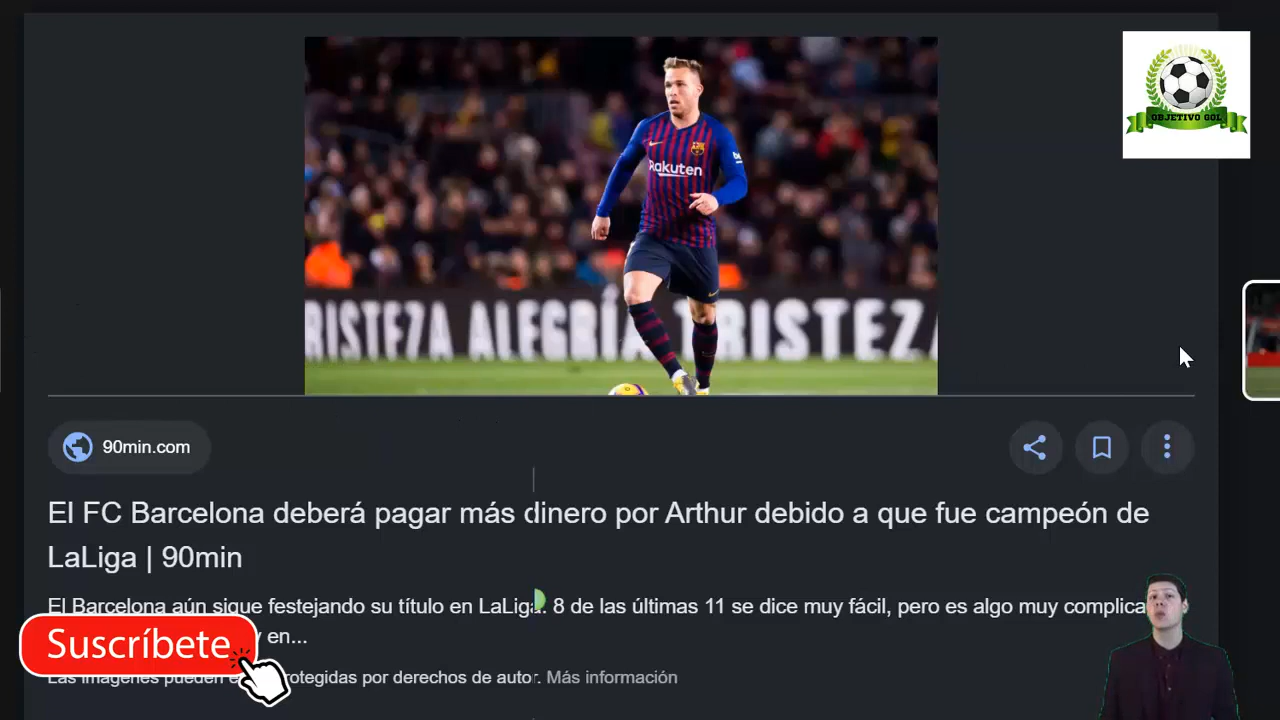 OBJETIVO GOL
Rakuten
RISTEZA ALEGRÍA TRISTEZA
90min.com
El FC Barcelona deberá pagar más dinero por Arthur debido a que fue campeón de
LaLiga | 90min
El Barcelona aún sigue festejando su título en LaLiga. 8 de las últimas 11 se dice muy fácil, pero es algo muy complica
Suscríbete
y en...
Las imágenes pueden e rotegidas por derechos de autor. Más información